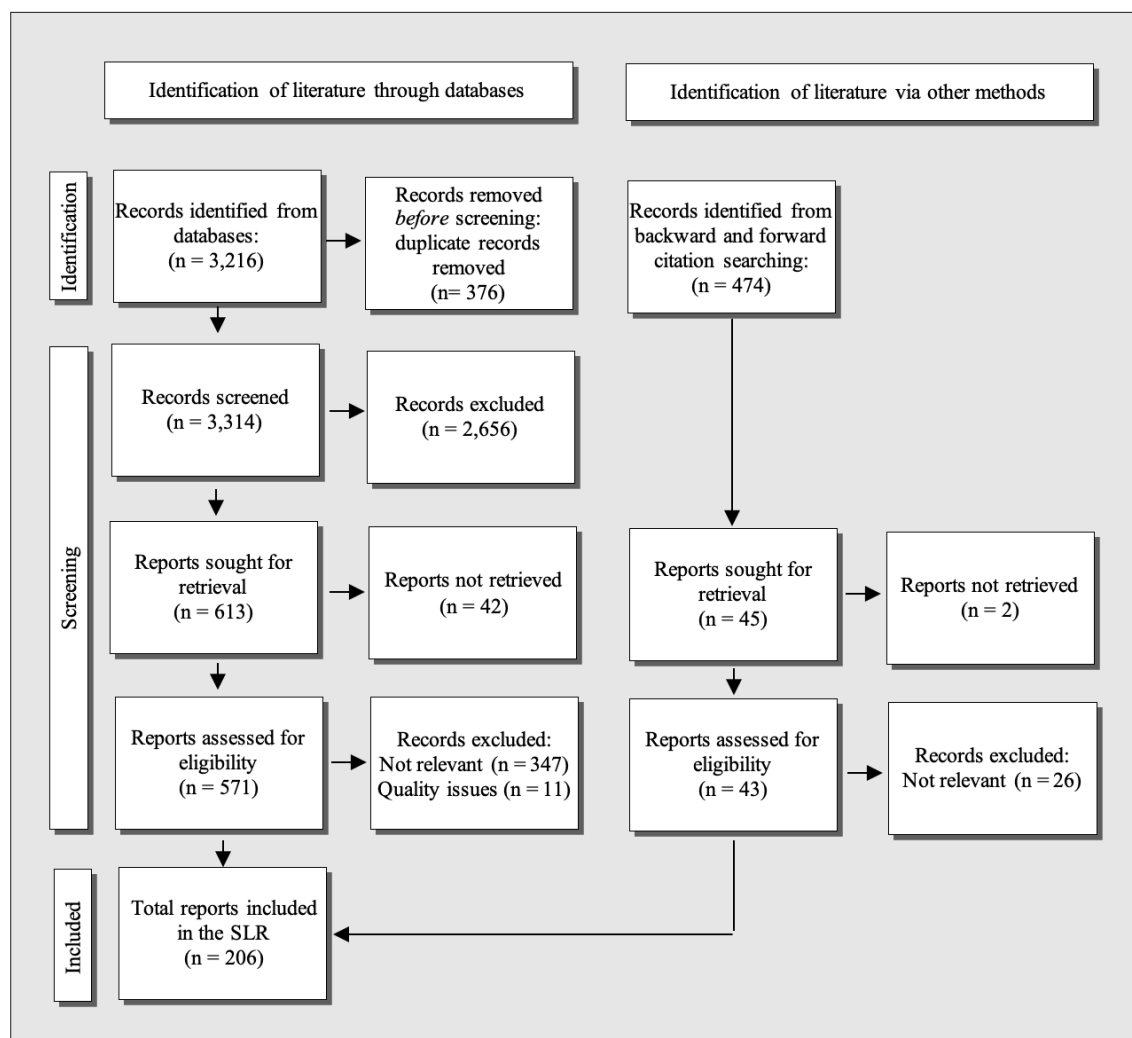 Identification of literature through databases
Identification of literature via other methods
Identification
Records identified from
databases:
(n = 3,216)
Records removed
before screening:
duplicate records
removed
(n= 376)
Records identified from
backward and forward
citation searching:
(n = 474)
Screening
Records screened
(n = 3,314)
Records excluded
(n = 2,656)
Reports sought for
retrieval
(n = 613)
Reports not retrieved
(n = 42)
Reports sought for
retrieval
(n = 45)
Reports not retrieved
(n = 2)
Reports assessed for
eligibility
(n = 571)
Records excluded:
Not relevant (n = 347)
Quality issues (n = 11)
Reports assessed for
eligibility
(n = 43)
Records excluded:
Not relevant (n = 26)
Included
Total reports included
in the SLR
(n = 206)